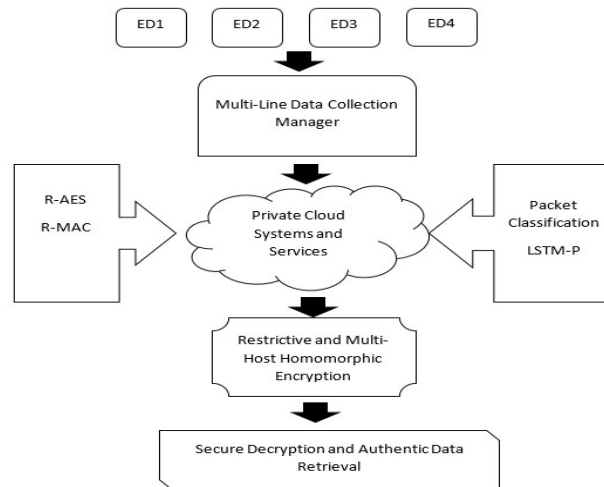 ED1
ED2
ED3
ED4
Multi-Line Data Collection
Manager
R-AES
R-MAC
Private Cloud
Systems and
Services
Packet
Classification
LSTM-P
Restrictive and Multi-
Host Homomorphic
Encryption
Secure Decryption and Authentic Data
Retrieval